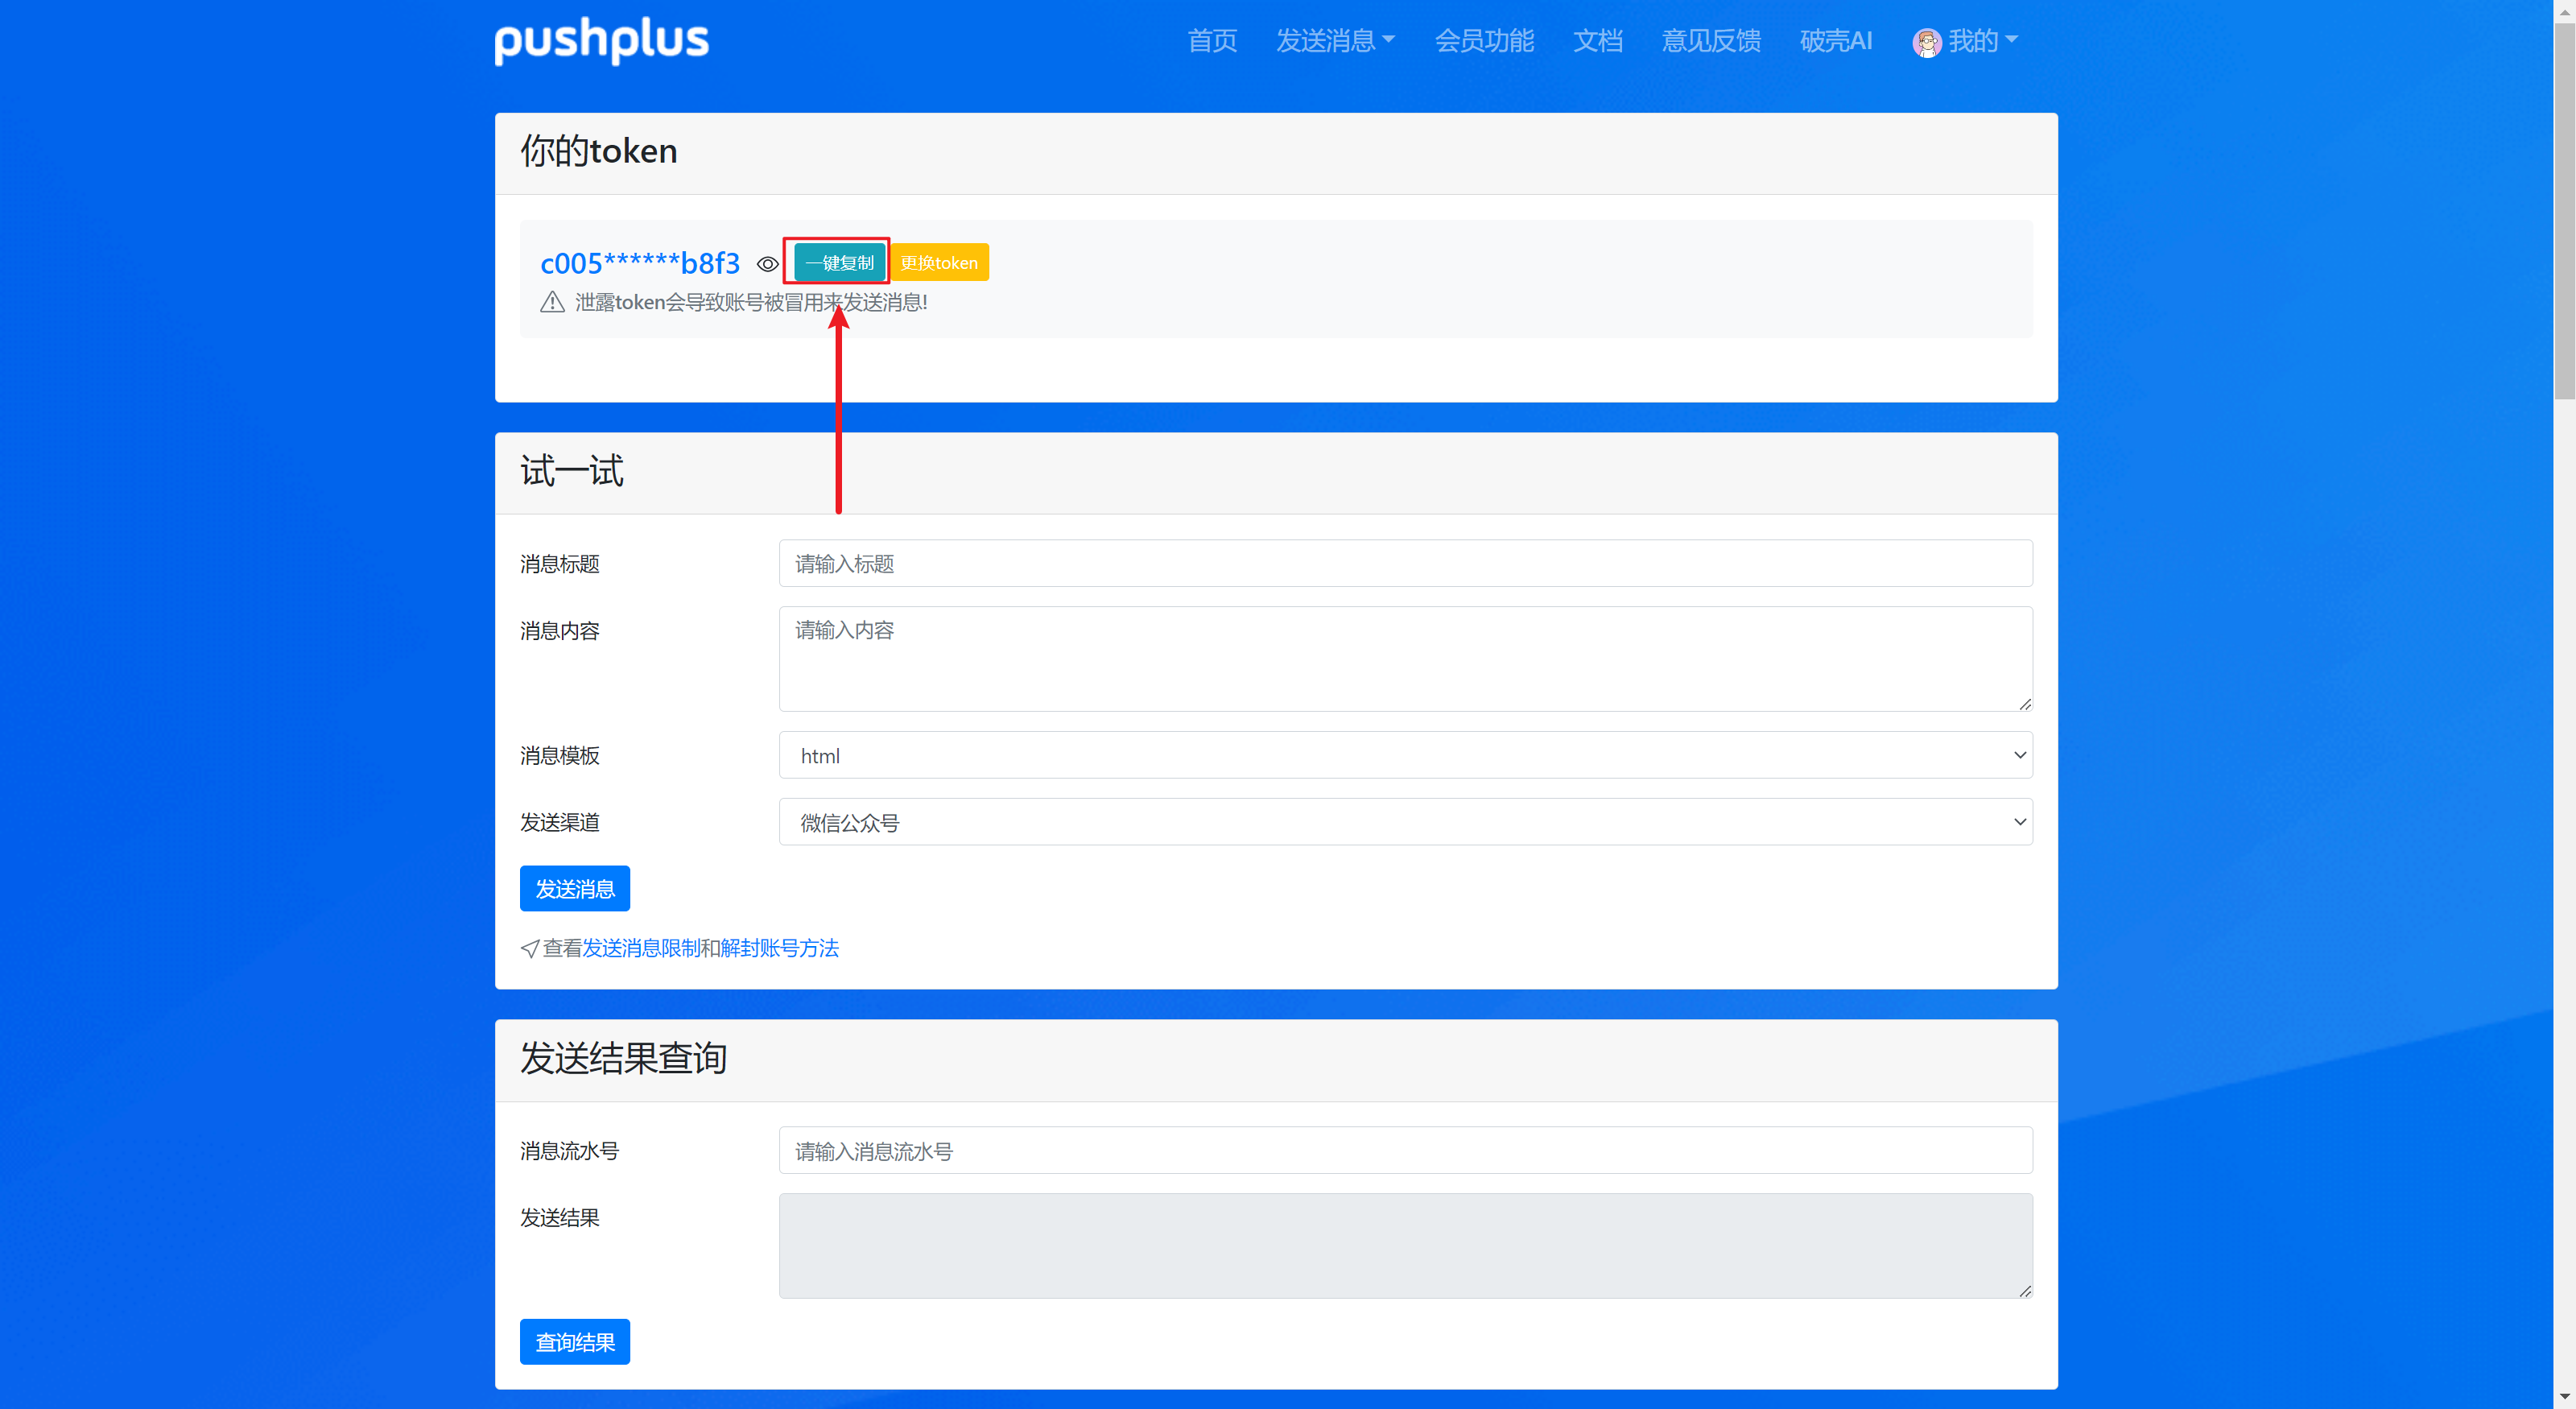 pushplus
首页 发送消息 会员功能 文档 意见反馈 破壳AI 我的
你的token
c005******b8f3 一键复制 更换token
泄露token会导致账号被冒用来发送消息!
试一试
消息标题 请输入标题
消息内容 请输入内容
消息模板 html
发送渠道 微信公众号
发送消息
查看发送消息限制和解封账号方法
发送结果查询
消息流水号 请输入消息流水号
发送结果
查询结果